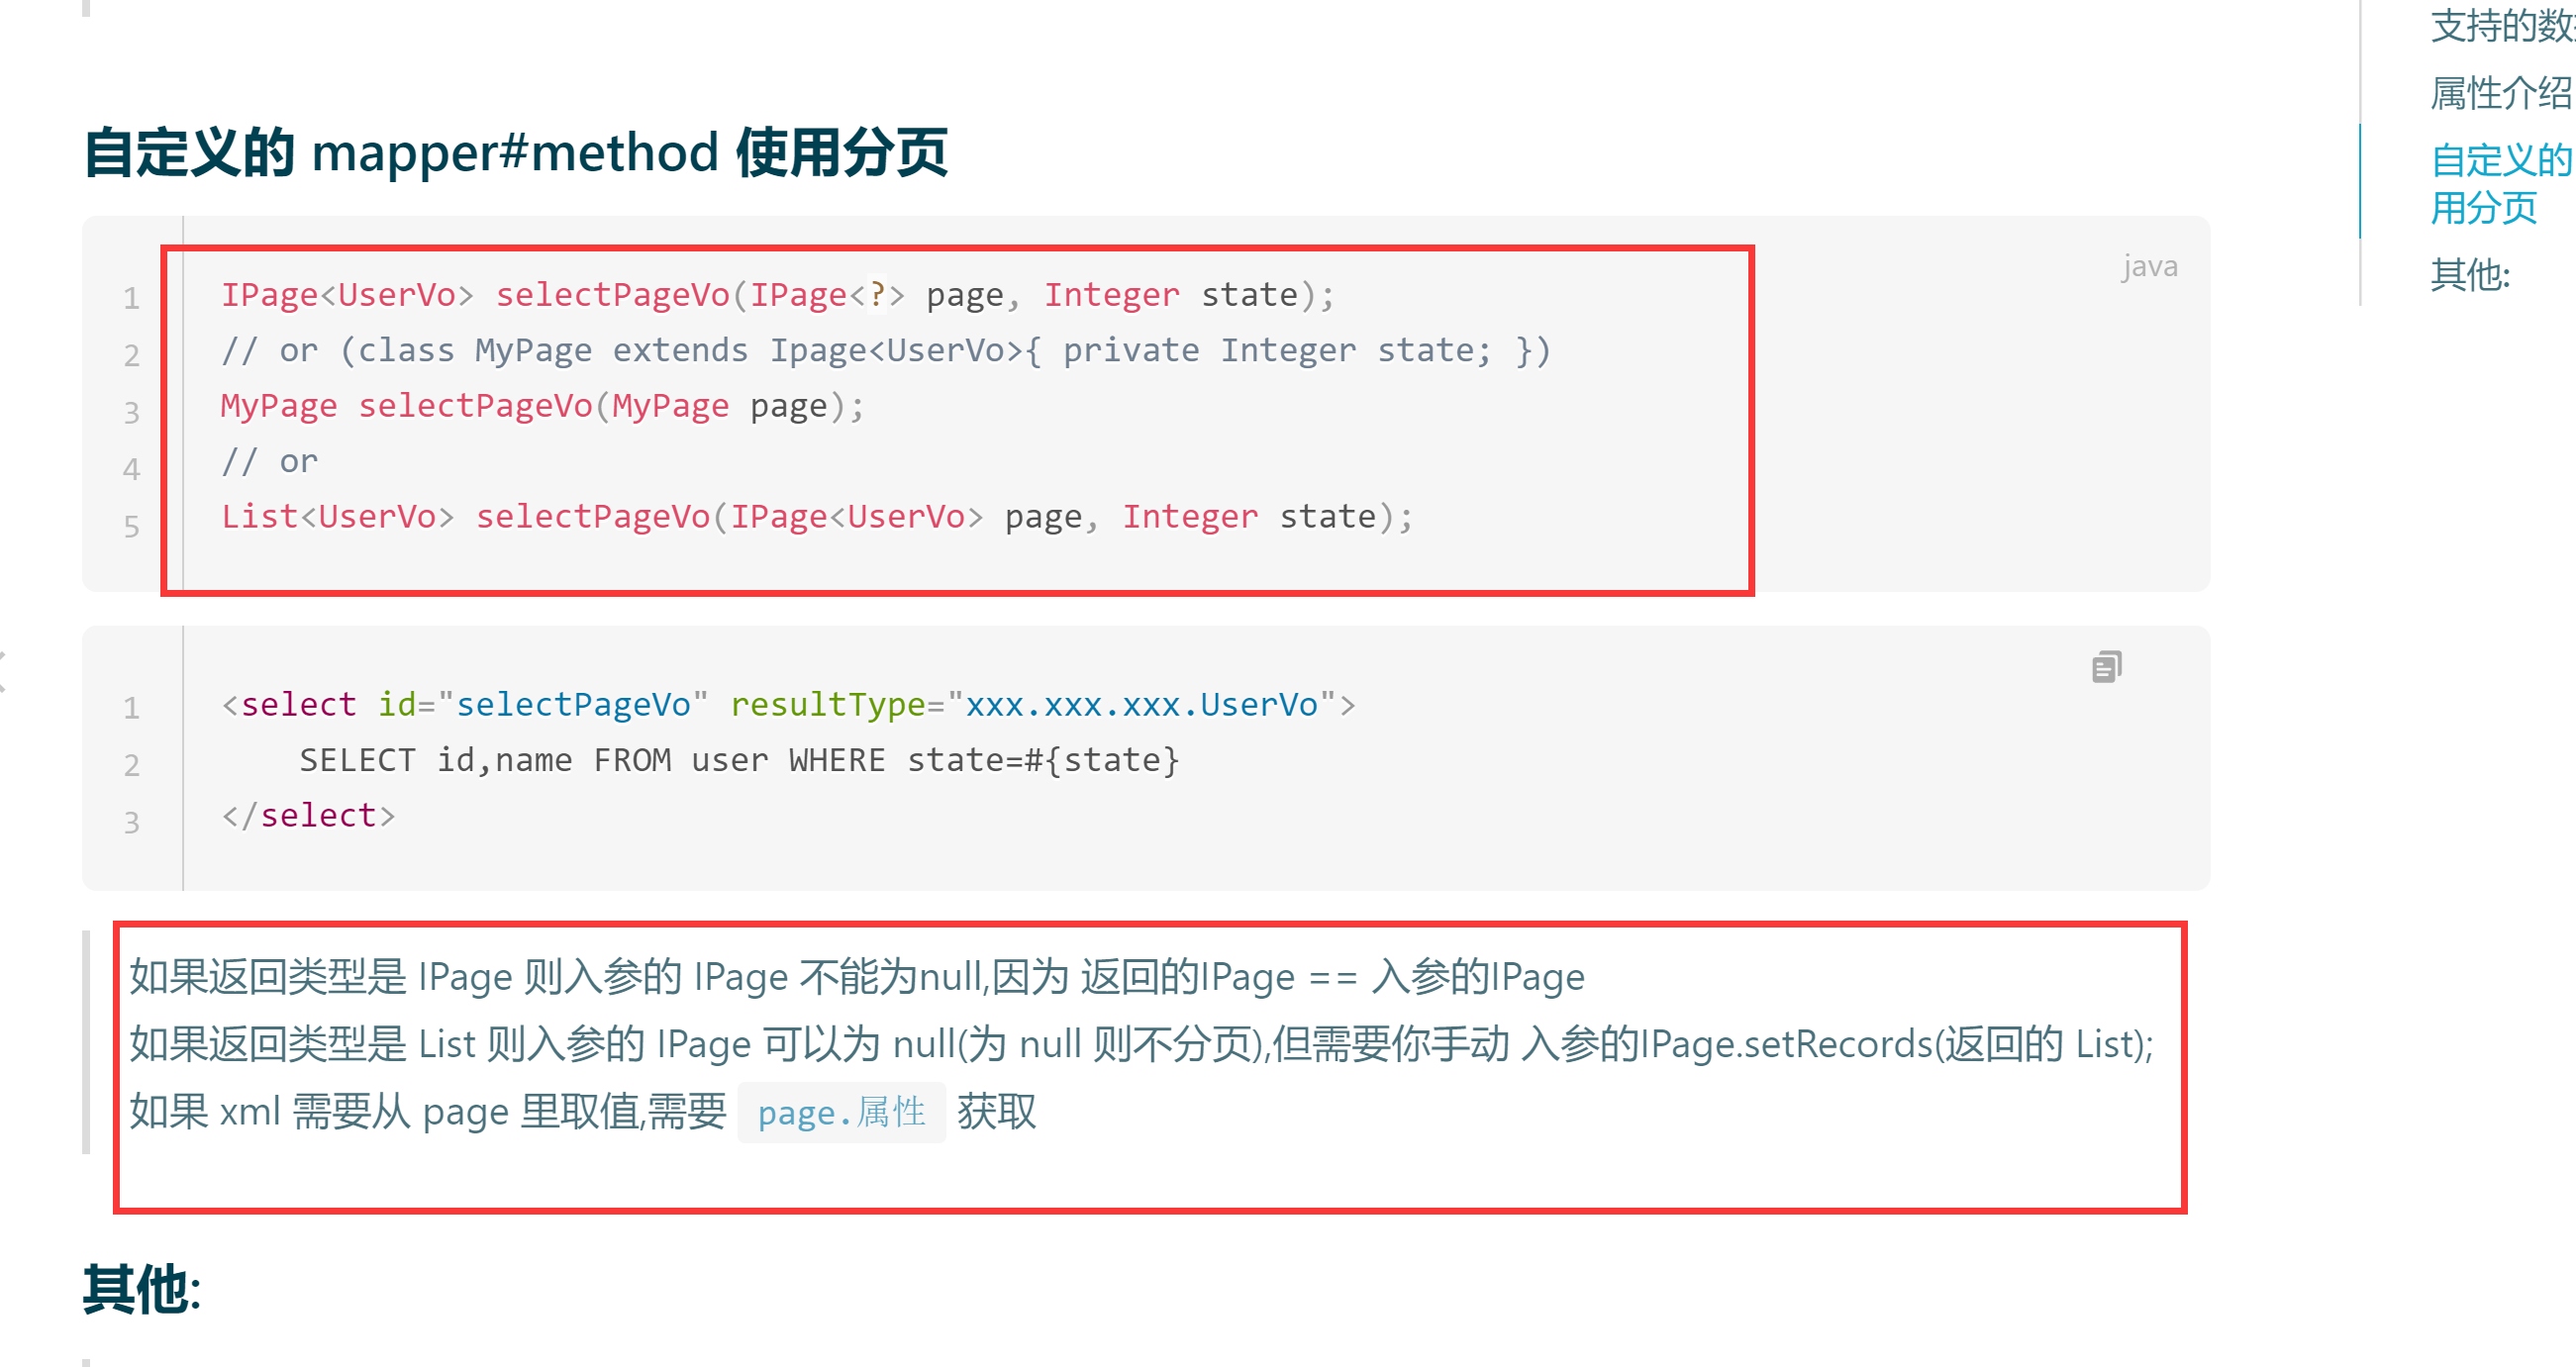 支持的数
属性介绍
自定义的
用分页
其他:
自定义的 mapper#method 使用分页
java
1 IPage<UserVo> selectPageVo(IPage<?> page, Integer state);
2 // or (class MyPage extends Ipage<UserVo>{ private Integer state; })
3 MyPage selectPageVo(MyPage page);
4 // or
5 List<UserVo> selectPageVo(IPage<UserVo> page, Integer state);
1 <select id="selectPageVo" resultType="xxx.xxx.xxx.UserVo">
2     SELECT id,name FROM user WHERE state=#{state}
3 </select>
如果返回类型是 IPage 则入参的 IPage 不能为null,因为 返回的IPage == 入参的IPage
如果返回类型是 List 则入参的 IPage 可以为 null(为 null 则不分页),但需要你手动 入参的IPage.setRecords(返回的 List);
如果 xml 需要从 page 里取值,需要 page.属性 获取
其他: